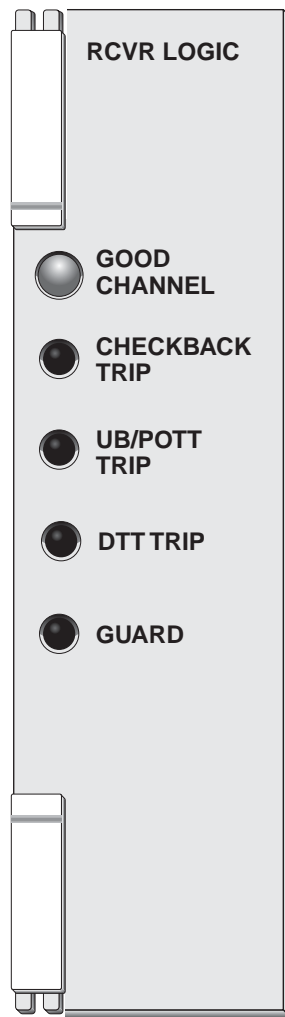 RCVR LOGIC
GOOD
CHANNEL
CHECKBACK
TRIP
UB/POTT
TRIP
DTT TRIP
GUARD